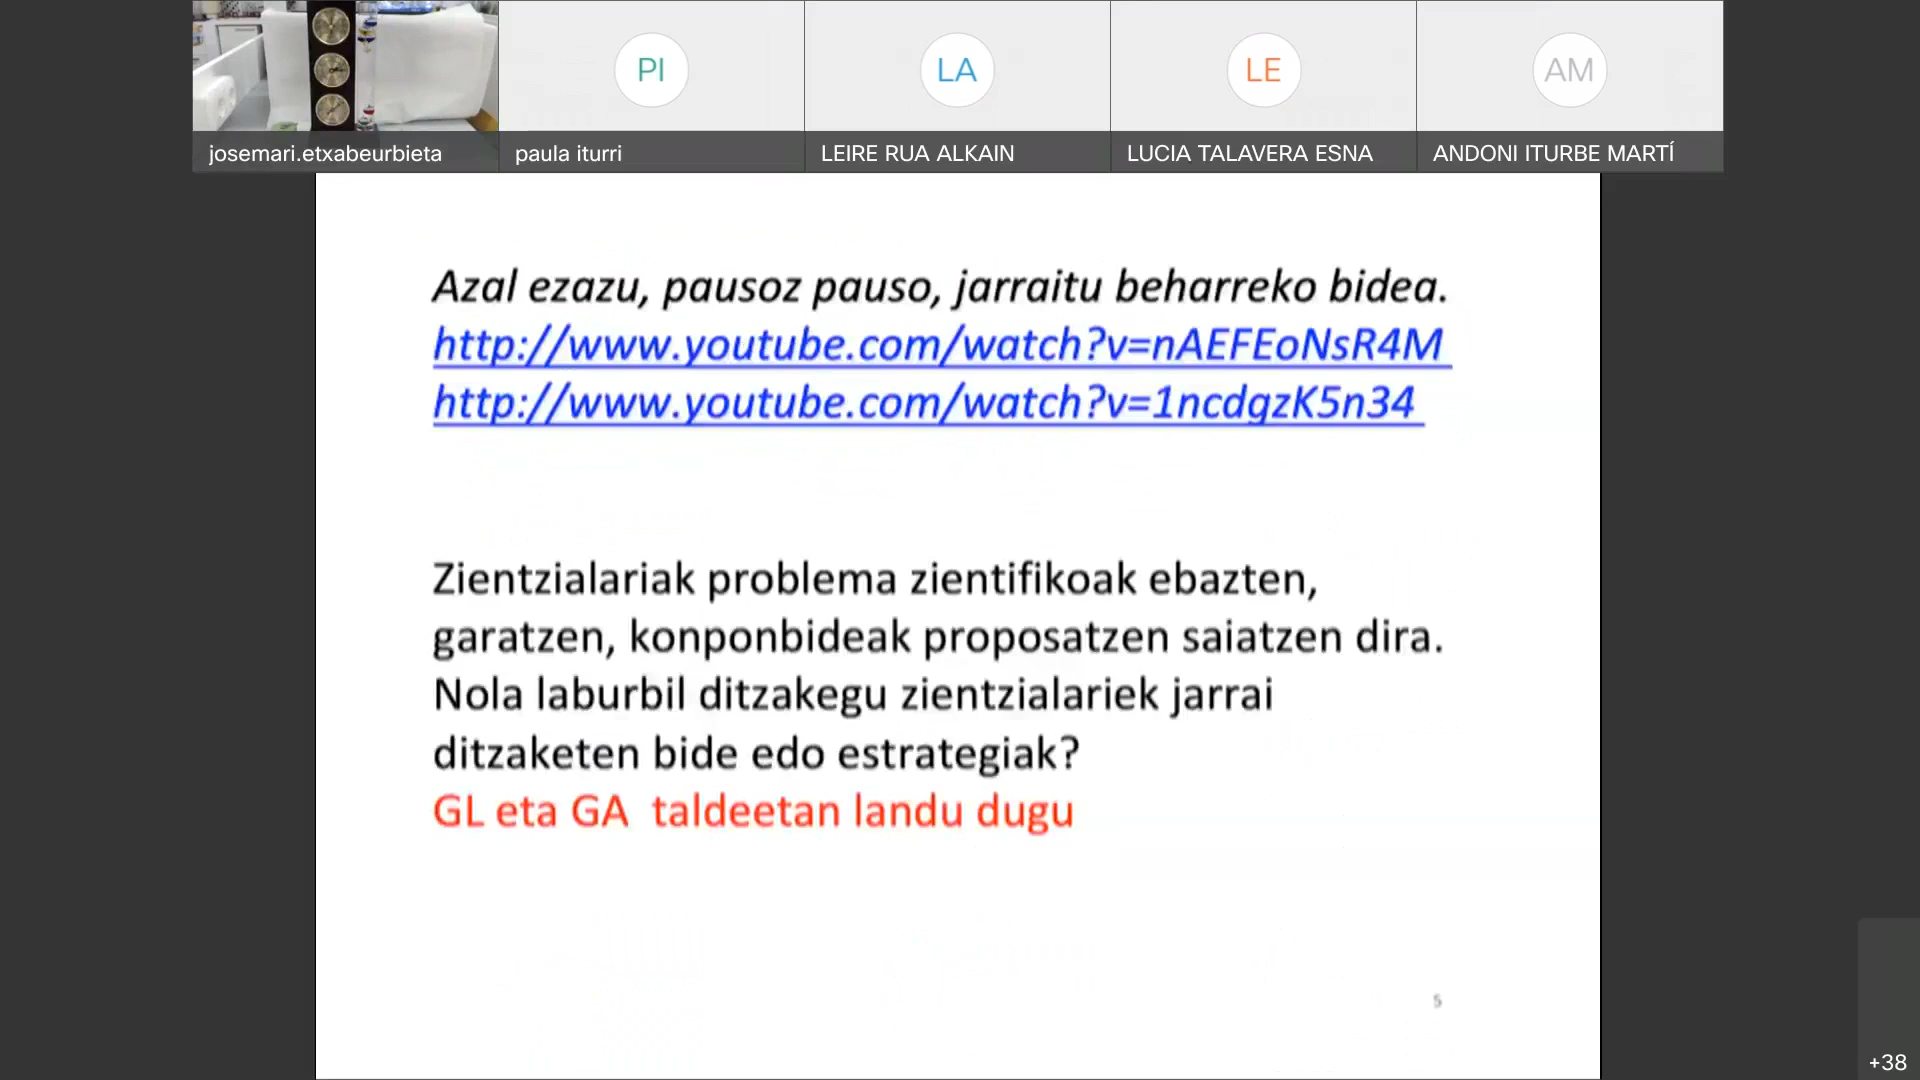 PI
LA
LE
AM
josemari.etxabeurbieta
paula iturri
LEIRE RUA ALKAIN
LUCIA TALAVERA ESNA
ANDONI ITURBE MARTÍ
Azal ezazu, pausoz pauso, jarraitu beharreko bidea.
http://www.youtube.com/watch?v=nAEFEoNsR4M
http://www.youtube.com/watch?v=1ncdgzK5n34
Zientzialariak problema zientifikoak ebazten,
garatzen, konponbideak proposatzen saiatzen dira.
Nola laburbil ditzakegu zientzialariek jarrai
ditzaketen bide edo estrategiak?
GL eta GA taldeetan landu dugu
5
+38